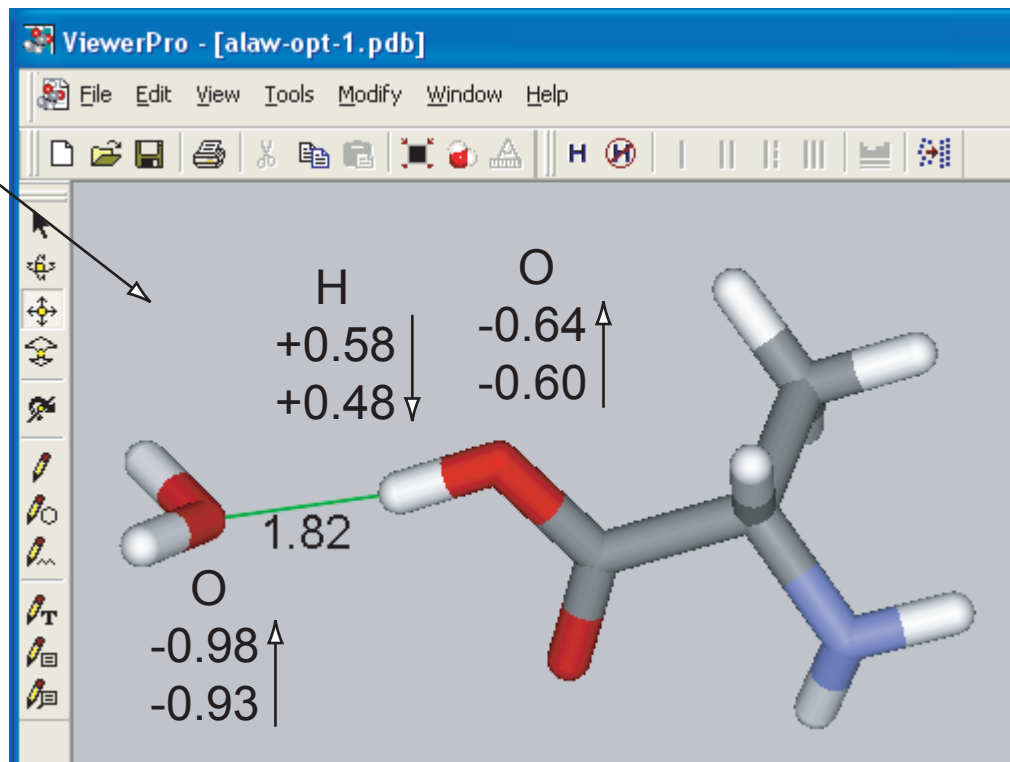 ViewerPro - [alaw-opt-1.pdb]
File Edit View Tools Modify Window Help
H H
H
+0.58
+0.48
O
-0.64
-0.60
1.82
O
-0.98
-0.93
T